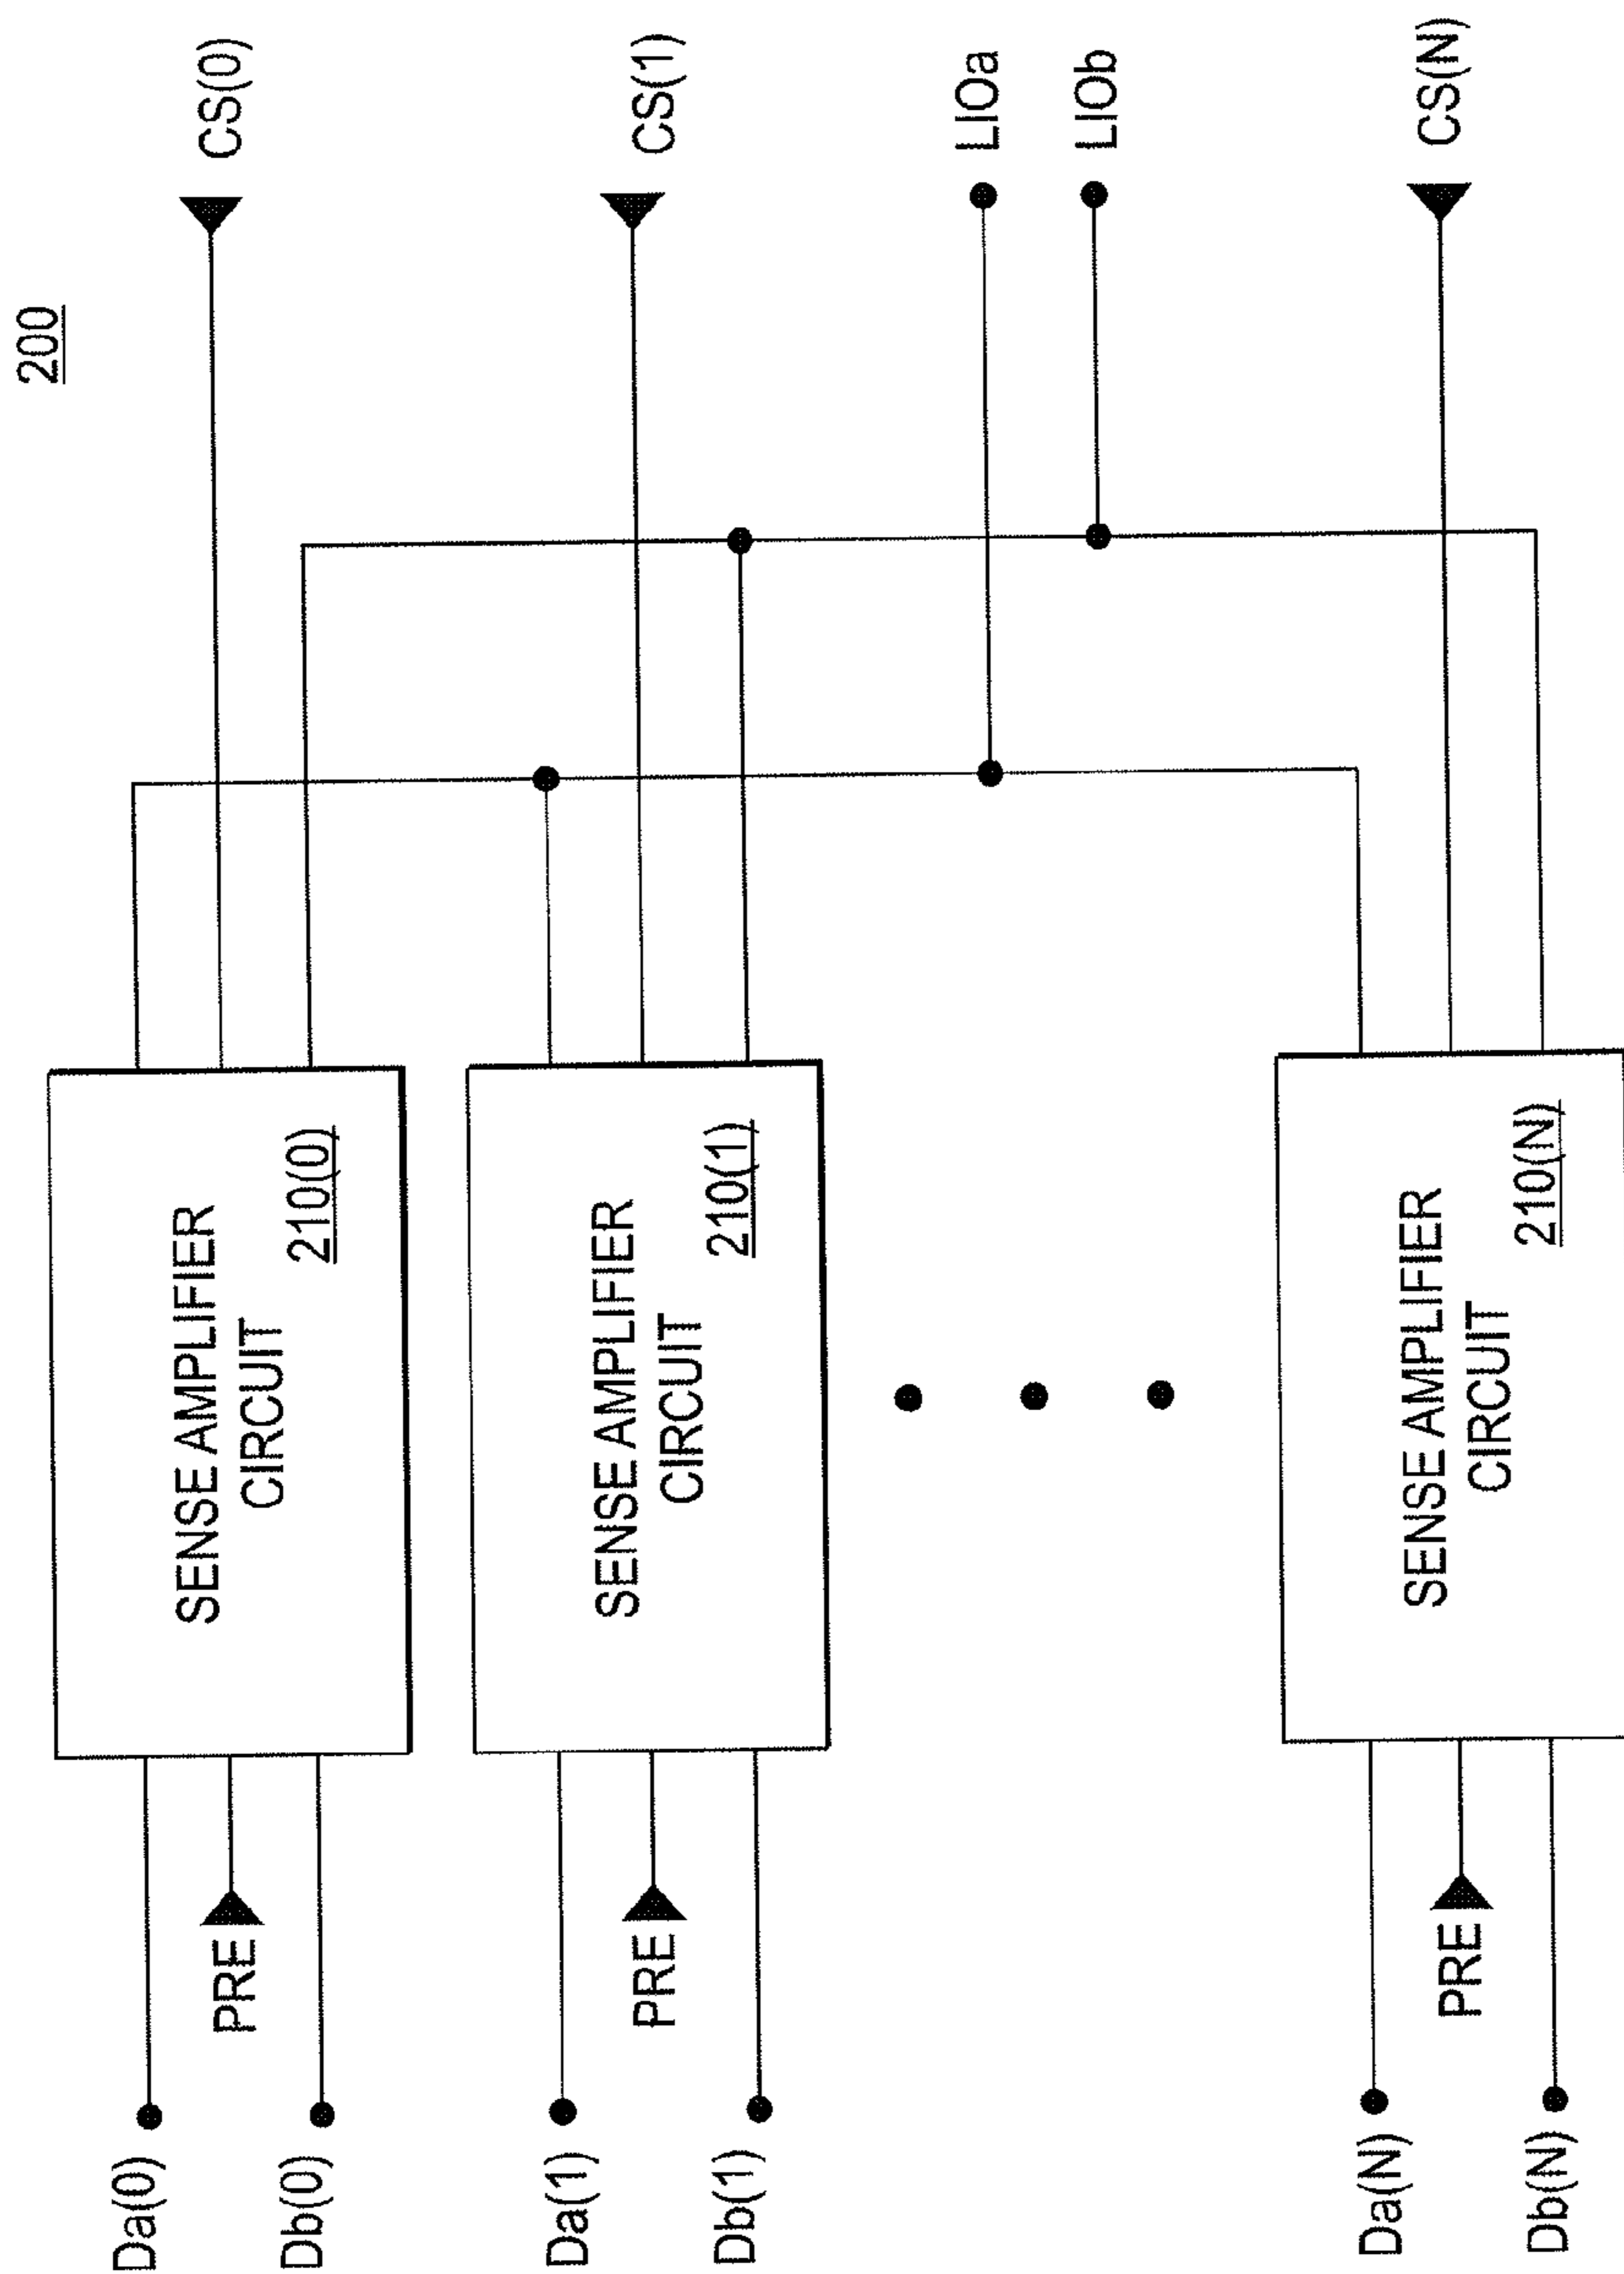 200
Da(0)
PRE
Db(0)
SENSE AMPLIFIER
CIRCUIT
210(0)
CS(0)
Da(1)
PRE
Db(1)
SENSE AMPLIFIER
CIRCUIT
210(1)
CS(1)
LIOa
LIOb
Da(N)
PRE
Db(N)
SENSE AMPLIFIER
CIRCUIT
210(N)
CS(N)